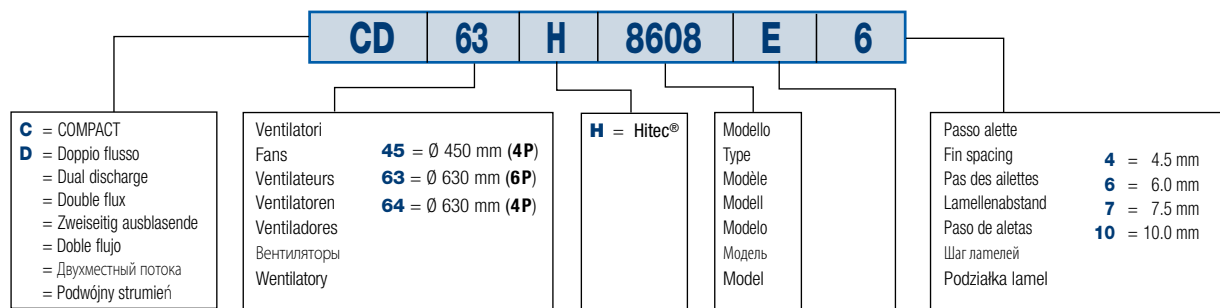 CD 63 H 8608 E 6
C = COMPACT
D = Doppio flusso
= Dual discharge
= Double flux
= Zweiseitig ausblasende
= Doble flujo
= Двухместный потока
= Podwójny strumień
Ventilatori
Fans
Ventilateurs
Ventilatoren
Ventiladores
Вентиляторы
Wentilatory
45 = Ø 450 mm (4P)
63 = Ø 630 mm (6P)
64 = Ø 630 mm (4P)
H = Hitec®
Modello
Type
Modèle
Modell
Modelo
Модель
Model
Passo alette
Fin spacing
Pas des ailettes
Lamellenabstand
Paso de aletas
Шаг лamелей
Podziałka lamel
4 = 4.5 mm
6 = 6.0 mm
7 = 7.5 mm
10 = 10.0 mm